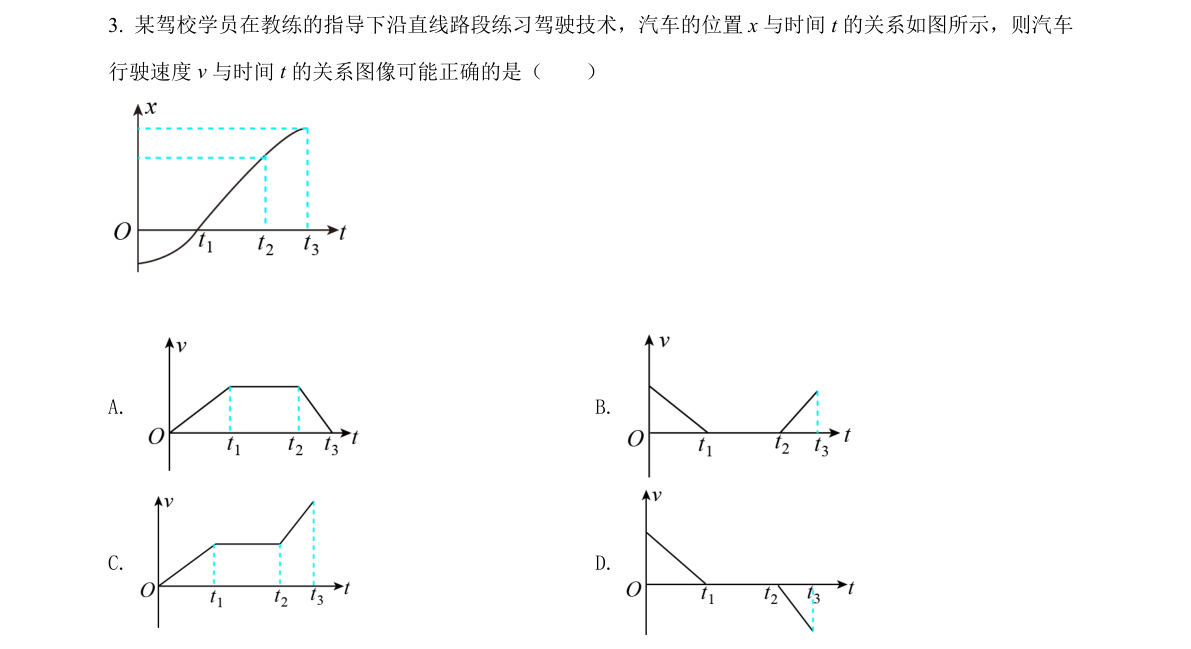 3. 某驾校学员在教练的指导下沿直线路段练习驾驶技术，汽车的位置 x 与时间 t 的关系如图所示，则汽车
行驶速度 v 与时间 t 的关系图像可能正确的是（　　）
x
O t₁ t₂ t₃ t
A. v O t₁ t₂ t₃ t
B. v O t₁ t₂ t₃ t
C. v O t₁ t₂ t₃ t
D. v O t₁ t₂ t₃ t